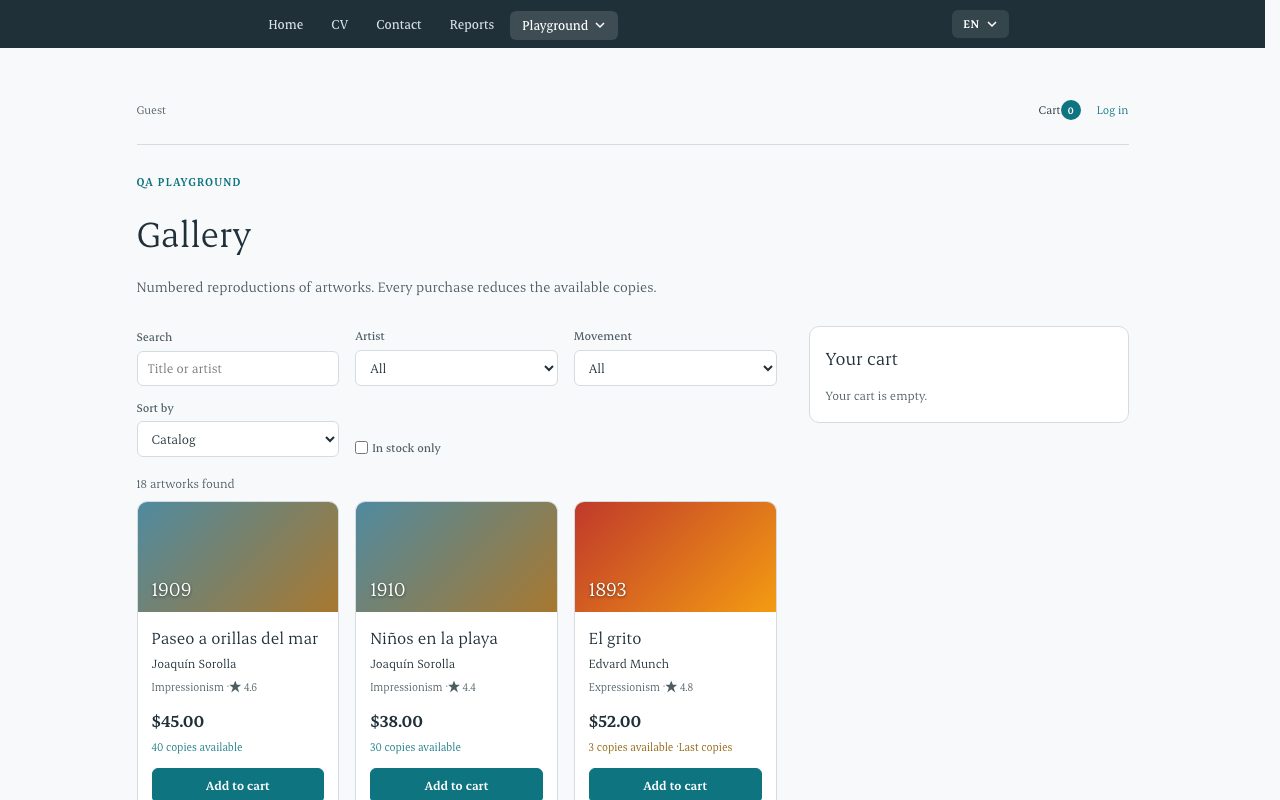 Home CV Contact Reports Playground EN
Guest Cart 0 Log in
QA PLAYGROUND
Gallery
Numbered reproductions of artworks. Every purchase reduces the available copies.
Search Artist Movement
Title or artist All All
Sort by
Catalog In stock only
Your cart
Your cart is empty.
18 artworks found
1909
Paseo a orillas del mar
Joaquín Sorolla
Impressionism ·★ 4.6
$45.00
40 copies available
Add to cart
1910
Niños en la playa
Joaquín Sorolla
Impressionism ·★ 4.4
$38.00
30 copies available
Add to cart
1893
El grito
Edvard Munch
Expressionism ·★ 4.8
$52.00
3 copies available ·Last copies
Add to cart